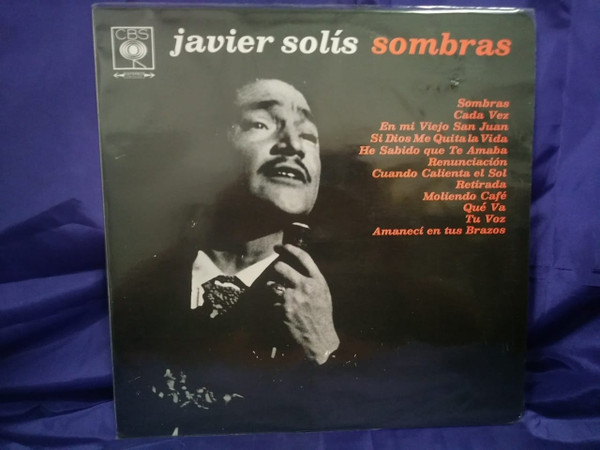 CBS
javier solís sombras
Sombras
Cada Vez
En mi Viejo San Juan
Si Dios Me Quita la Vida
He Sabido que Te Amaba
Renunciación
Cuando Calienta el Sol
Retirada
Moliendo Café
Qué Va
Tu Voz
Amanecí en tus Brazos